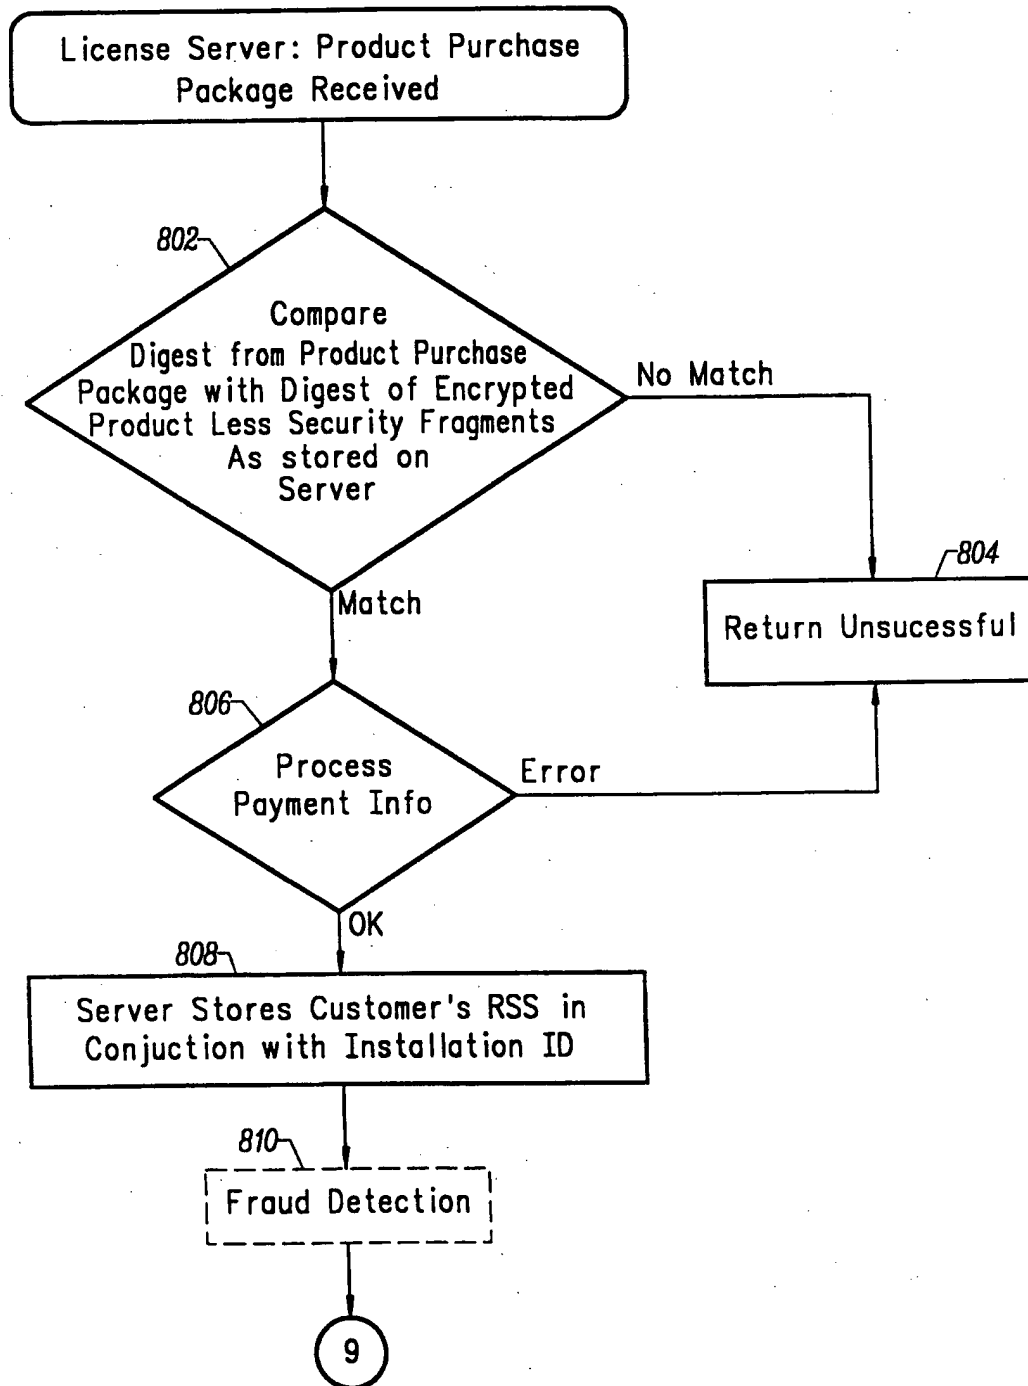 License Server: Product Purchase
Package Received
802
Compare
Digest from Product Purchase
Package with Digest of Encrypted
Product Less Security Fragments
As stored on
Server
No Match
804
Return Unsucessful
Match
806
Process
Payment Info
Error
OK
808
Server Stores Customer's RSS in
Conjuction with Installation ID
810
Fraud Detection
9